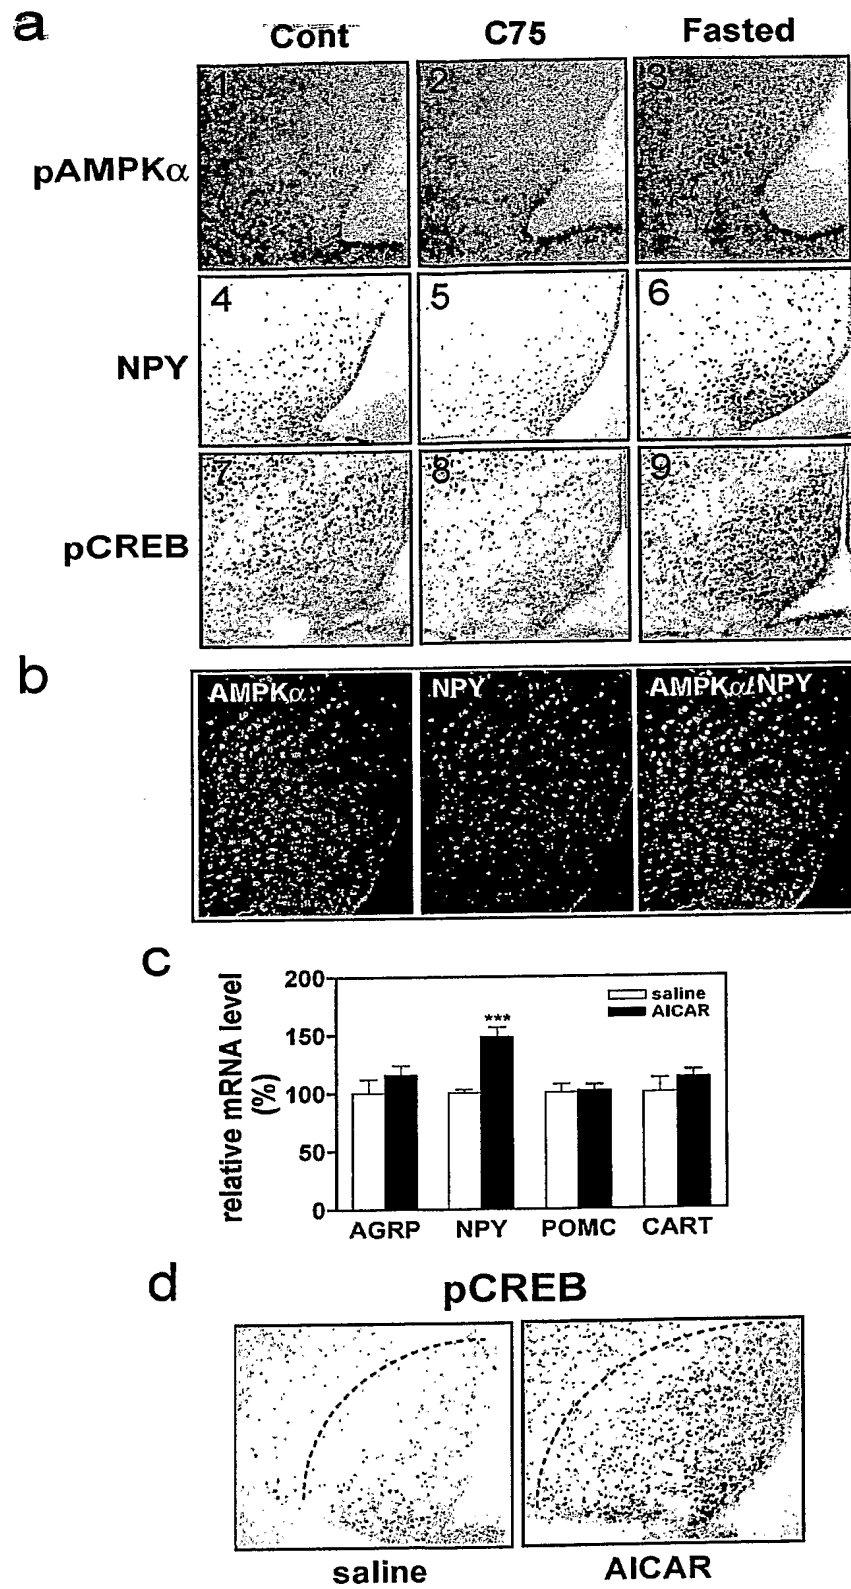 a
Cont C75 Fasted
pAMPKα 1 2 3
NPY 4 5 6
pCREB 7 8 9
b
AMPKα NPY AMPKα/NPY
c
relative mRNA level
(%)
200
150
100
50
0
saline
AICAR
***
AGRP NPY POMC CART
d
pCREB
saline AICAR